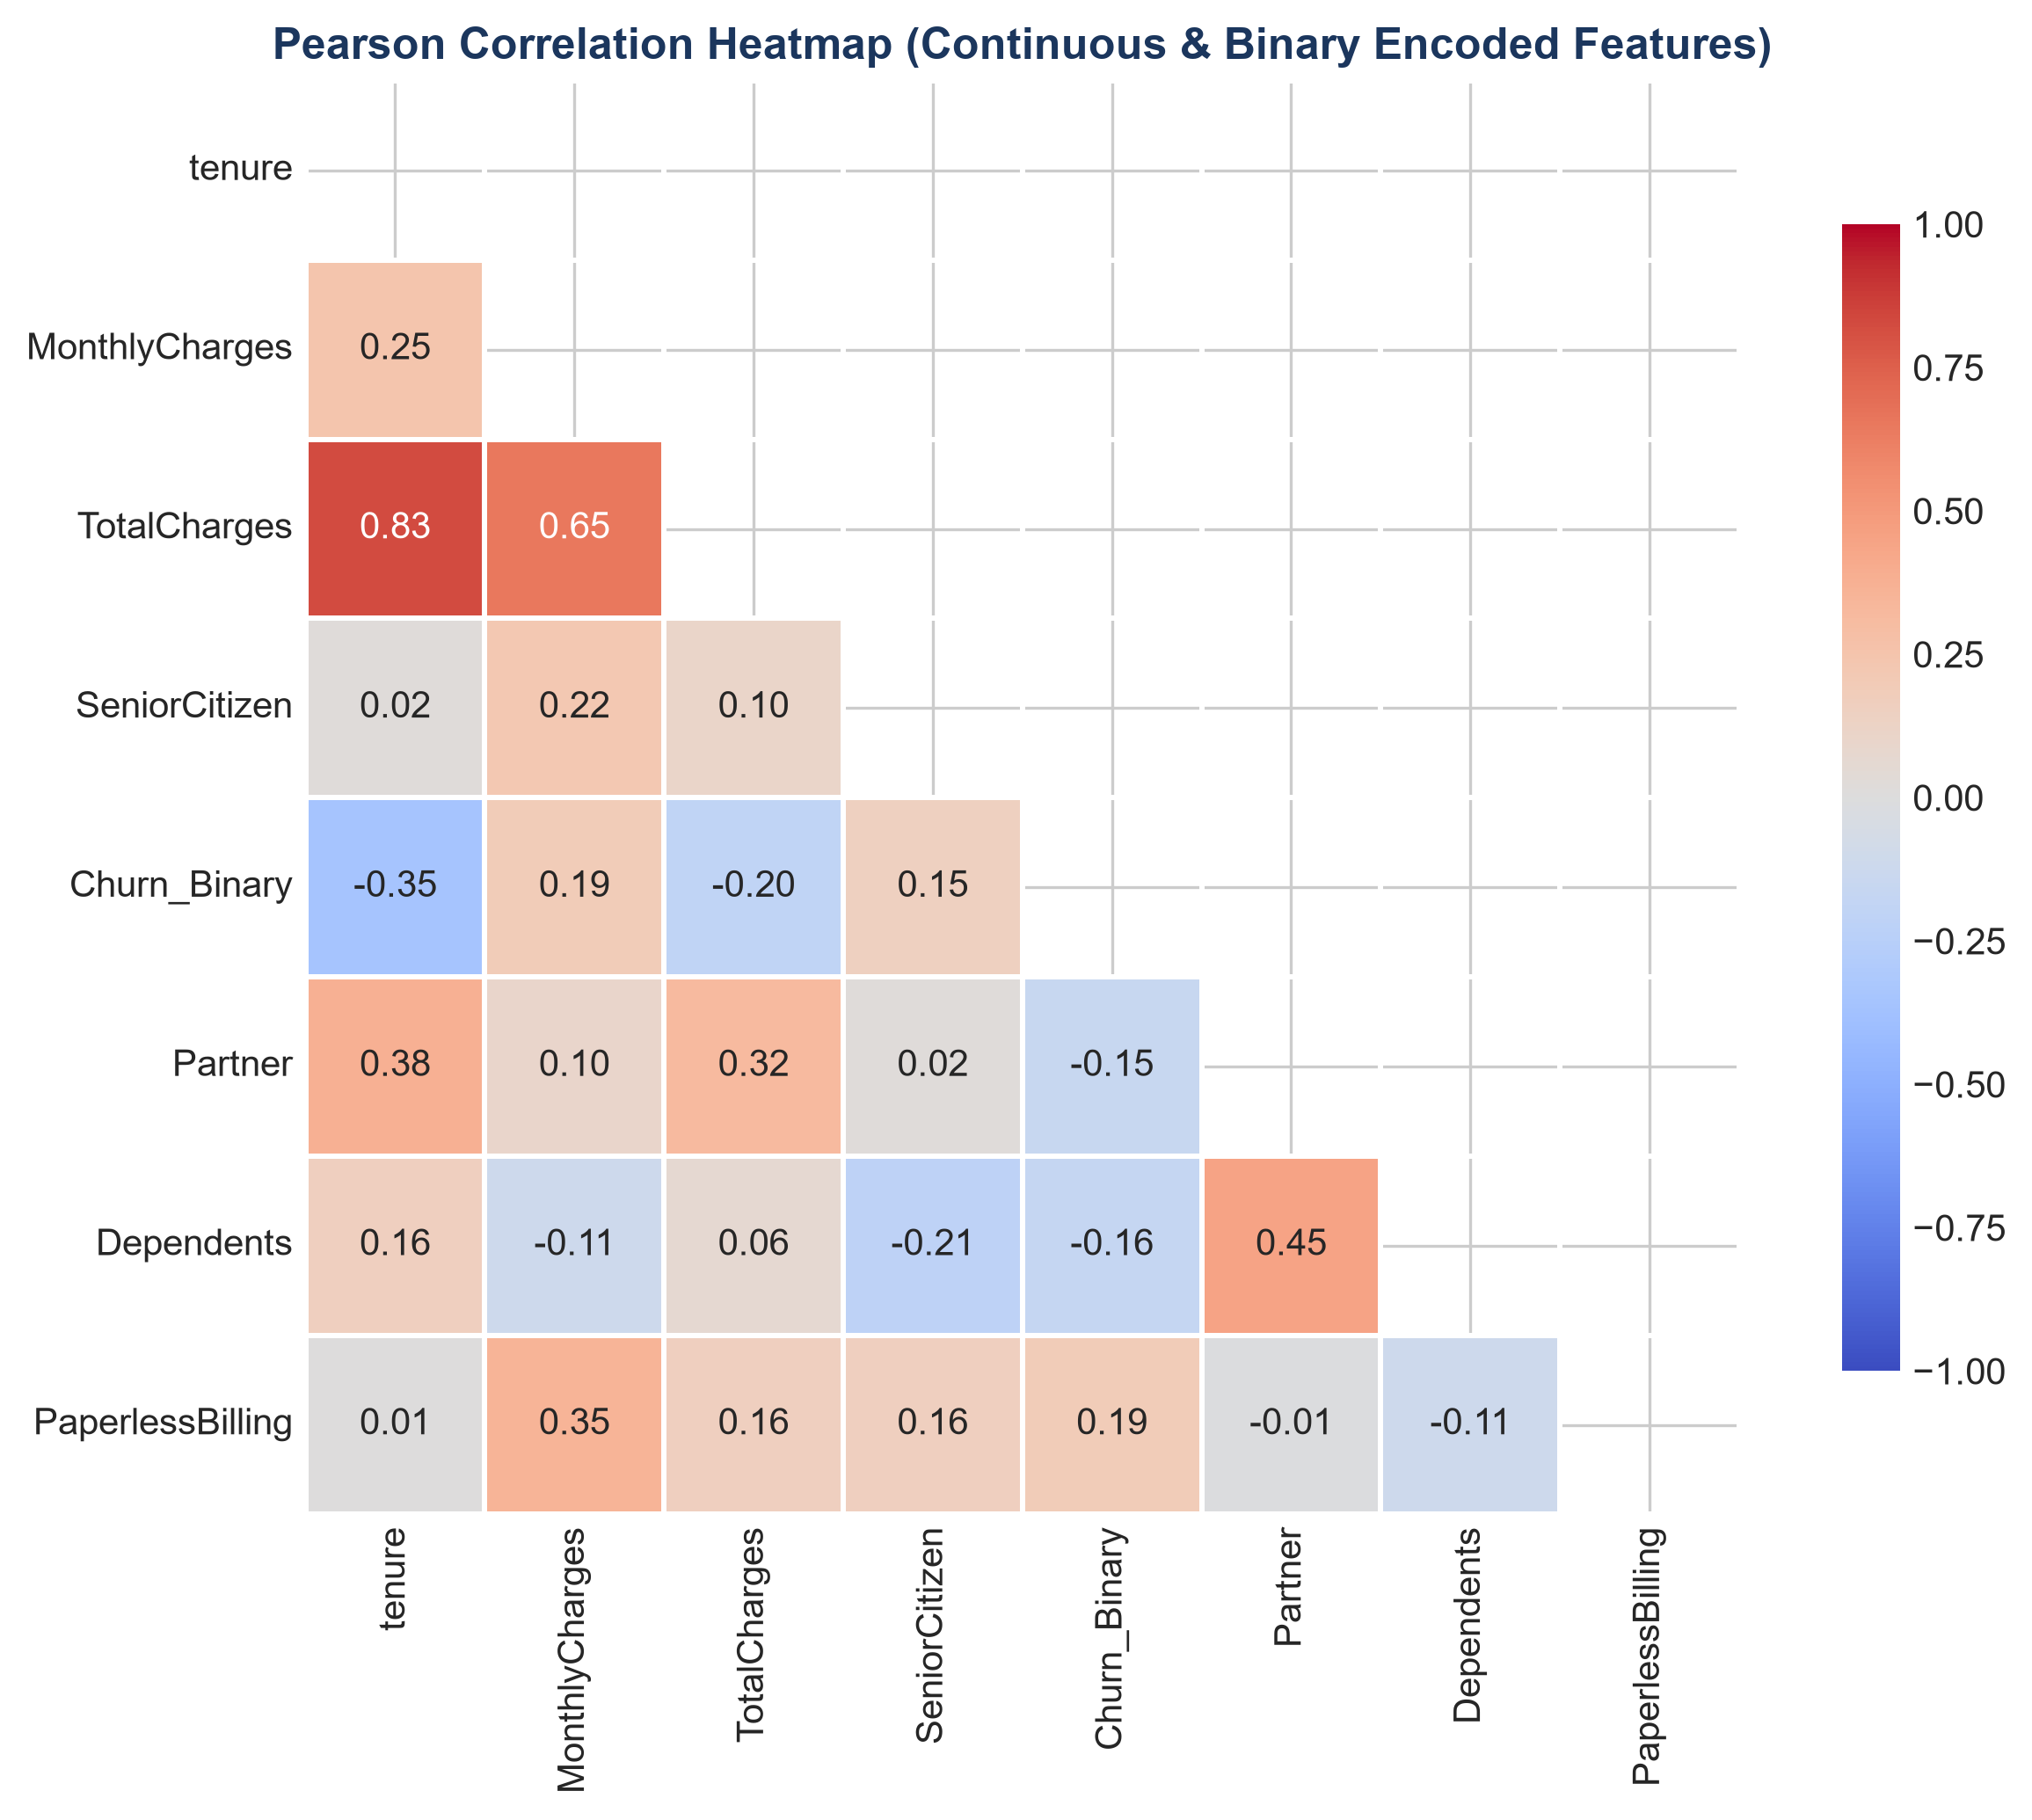 Pearson Correlation Heatmap (Continuous & Binary Encoded Features)
tenure
MonthlyCharges 0.25
TotalCharges 0.83 0.65
SeniorCitizen 0.02 0.22 0.10
Churn_Binary -0.35 0.19 -0.20 0.15
Partner 0.38 0.10 0.32 0.02 -0.15
Dependents 0.16 -0.11 0.06 -0.21 -0.16 0.45
PaperlessBilling 0.01 0.35 0.16 0.16 0.19 -0.01 -0.11
tenure
MonthlyCharges
TotalCharges
SeniorCitizen
Churn_Binary
Partner
Dependents
PaperlessBilling
1.00
0.75
0.50
0.25
0.00
−0.25
−0.50
−0.75
−1.00